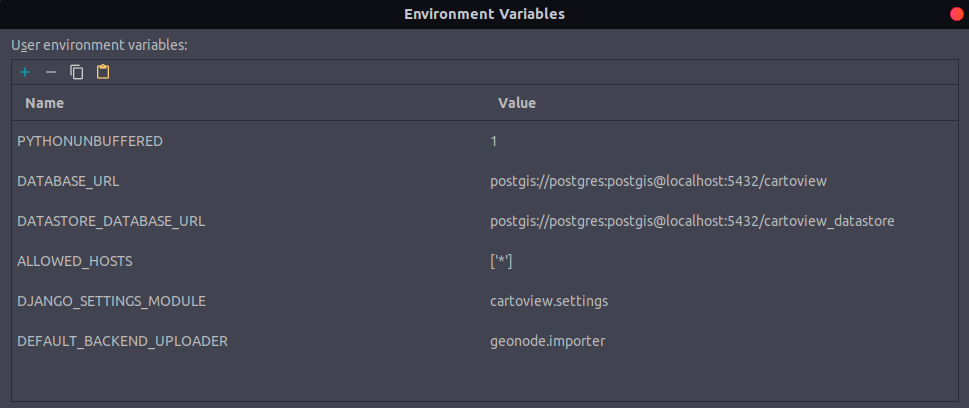 Environment Variables
User environment variables:
Name Value
PYTHONUNBUFFERED 1
DATABASE_URL postgis://postgres:postgis@localhost:5432/cartoview
DATASTORE_DATABASE_URL postgis://postgres:postgis@localhost:5432/cartoview_datastore
ALLOWED_HOSTS ['*']
DJANGO_SETTINGS_MODULE cartoview.settings
DEFAULT_BACKEND_UPLOADER geonode.importer